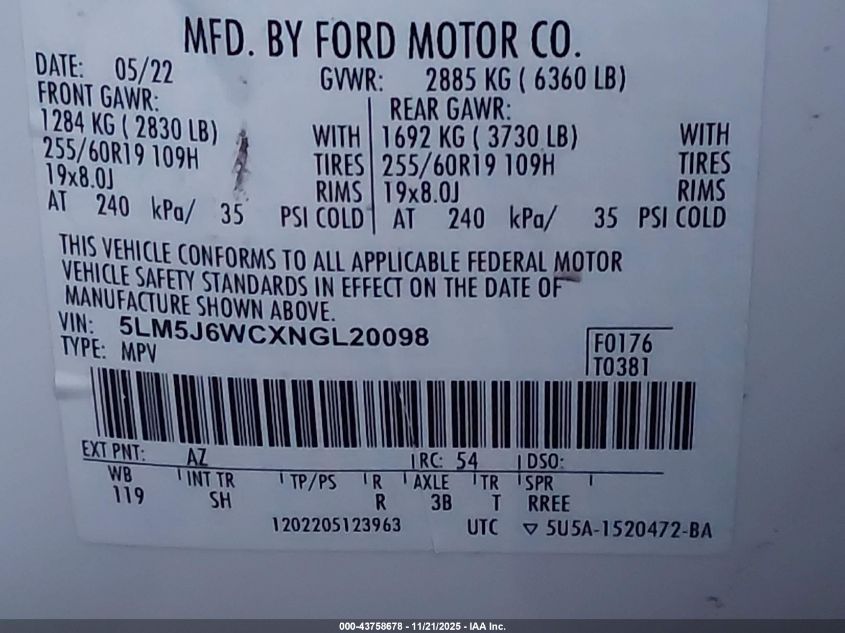 MFD. BY FORD MOTOR CO.
DATE: 05/22 GVWR: 2885 KG ( 6360 LB)
FRONT GAWR: REAR GAWR:
1284 KG ( 2830 LB) WITH 1692 KG ( 3730 LB) WITH
255/60R19 109H TIRES 255/60R19 109H TIRES
19x8.0J RIMS 19x8.0J RIMS
AT 240 kPa/ 35 PSI COLD AT 240 kPa/ 35 PSI COLD
THIS VEHICLE CONFORMS TO ALL APPLICABLE FEDERAL MOTOR
VEHICLE SAFETY STANDARDS IN EFFECT ON THE DATE OF
MANUFACTURE SHOWN ABOVE.
VIN: 5LM5J6WCXNGL20098
TYPE: MPV
F0176
T0381
EXT PNT: AZ RC: 54 DSO:
WB INT TR TP/PS R AXLE TR SPR
119 SH R 3B T RREE
1202205123963 UTC ▽ 5U5A-1520472-BA
000-43758678 - 11/21/2025 - IAA Inc.